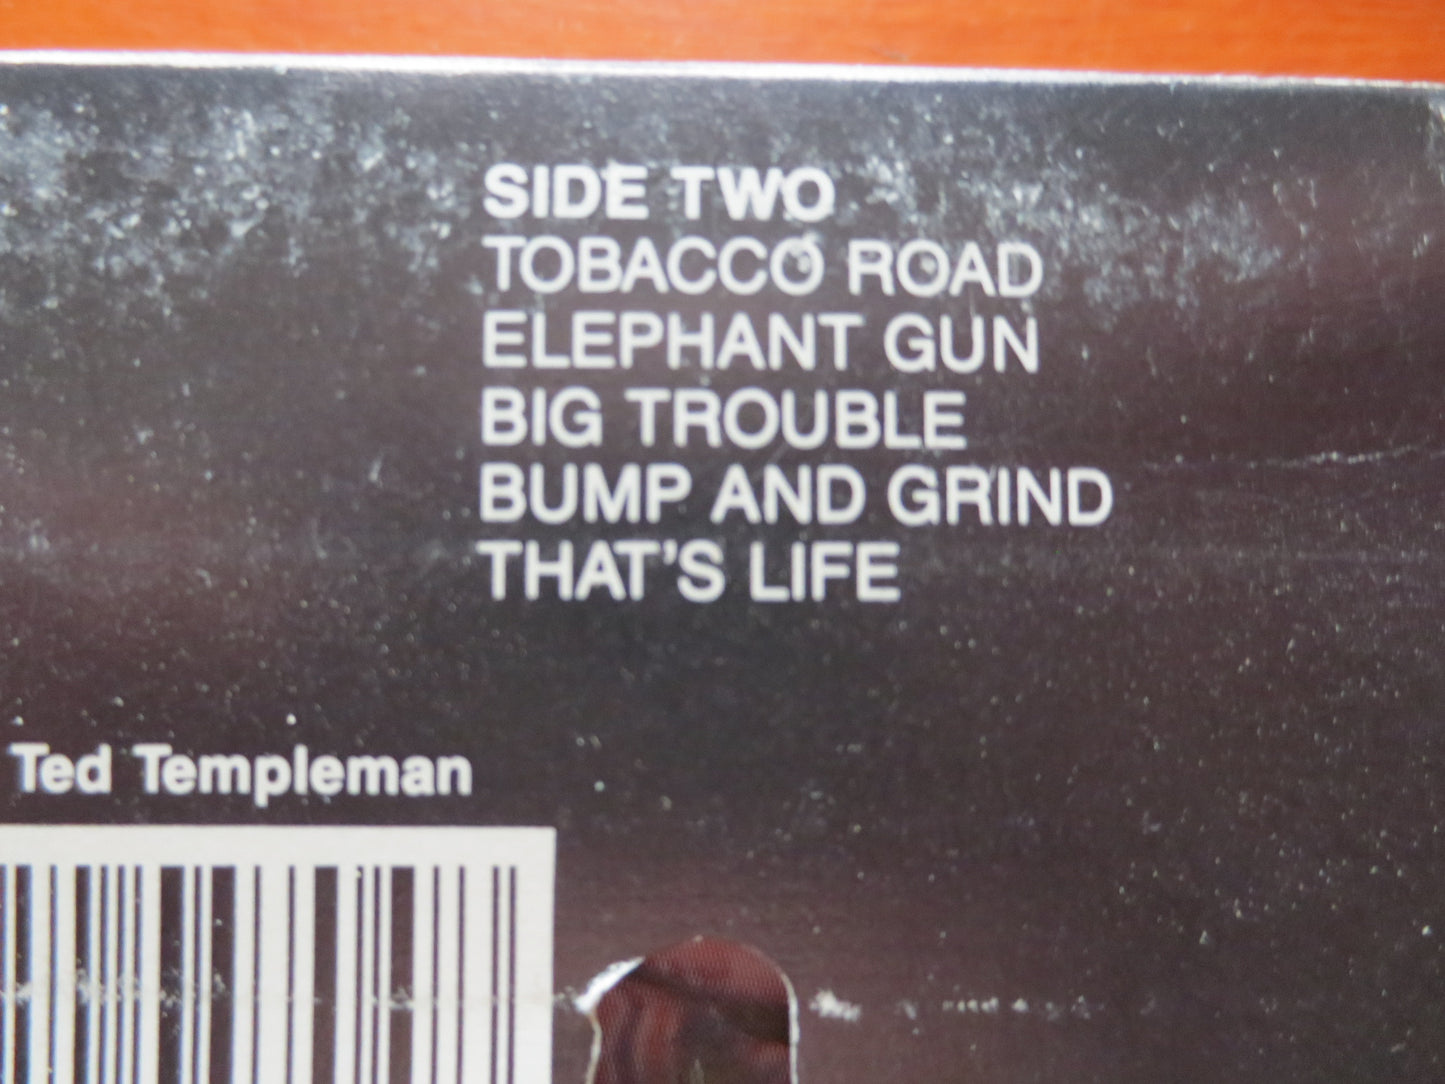 SIDE TWO
TOBACCO ROAD
ELEPHANT GUN
BIG TROUBLE
BUMP AND GRIND
THAT'S LIFE
Ted Templeman